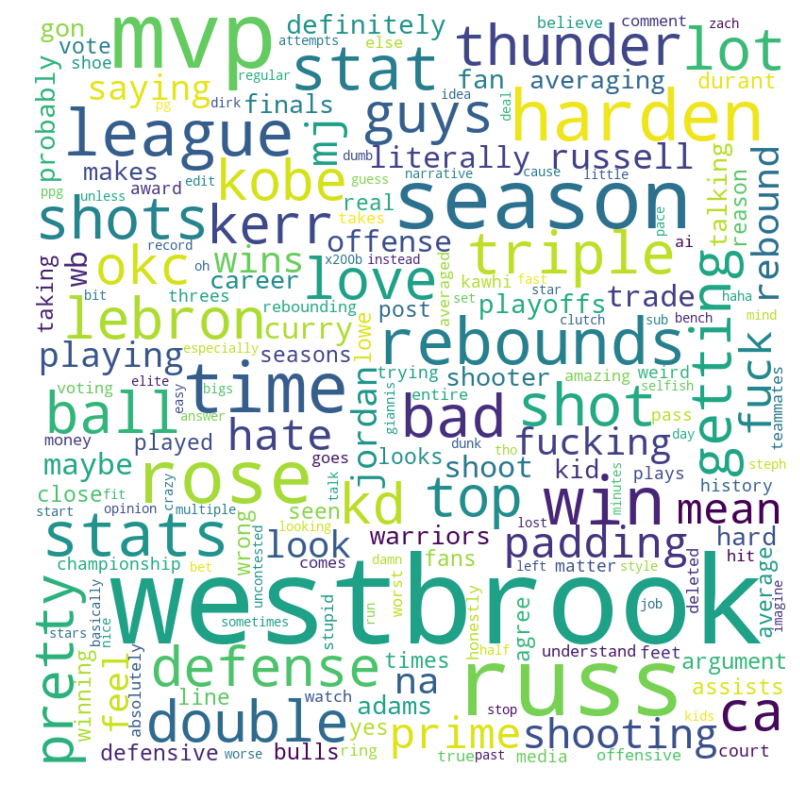 gon
mvp
definitely
believe
comment
zach
vote
attempts
else
thunder
lot
shoe
stat
regular
fan
averaging
durant
probably
saying
pg
dirk
finals
idea
deal
guys
harden
league
mj
makes
dumb
literally
russell
kobe
narrative
cause
little
season
talking
rebound
ppg
unless
award
edit
guess
real
shots
kerr
takes
reason
pace
offense
triple
record
oh
x200b
instead
ai
okc
wins
love
averaged
kawhi
fast
taking
wb
bit
career
post
set
star
haha
threes
rebounding
playoffs
trade
getting
fuck
lebron
curry
lowe
clutch
sub
bench
mind
rebounds
playing
especially
seasons
time
jordan
trying
shooter
amazing
weird
voting
elite
easy
bigs
giannis
entire
bad
shot
selfish
teammates
ball
answer
money
played
hate
goes
dunk
tho
pass
day
fucking
maybe
rose
looks
shoot
kid
plays
steph
close
fit
crazy
seen
talk
kd
top
win
minutes
history
mean
start
opinion
multiple
wrong
looking
lost
stats
look
warriors
padding
hard
championship
bet
uncontested
comes
damn
fans
left
matter
style
hit
deleted
average
imagine
westbrook
stars
basically
nice
sometimes
stupid
run
worst
honestly
half
agree
job
pretty
winning
feel
absolutely
defense
times
na
russ
understand
feet
argument
line
watch
adams
stop
kids
assists
ca
double
yes
prime
shooting
defensive
worse
bulls
ring
true
past
media
offensive
court